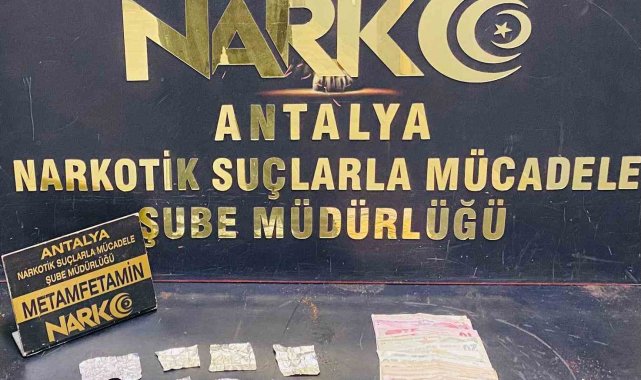 NARKO
ANTALYA
NARKOTİK SUÇLARLA MÜCADELE
ŞUBE MÜDÜRLÜĞÜ
ANTALYA
NARKOTİK SUÇLARLA MÜCADELE
ŞUBE MÜDÜRLÜĞÜ
METAMFETAMİN
NARKO